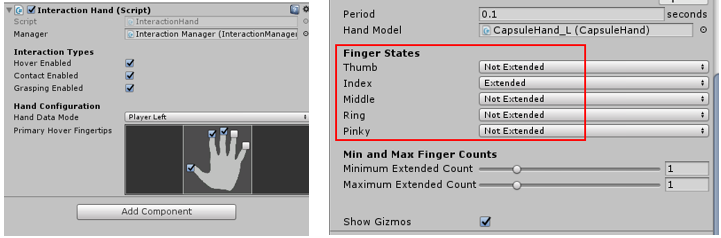 Interaction Hand (Script)
Script
InteractionHand
Manager
Interaction Manager (InteractionManager
Interaction Types
Hover Enabled
Contact Enabled
Grasping Enabled
Hand Configuration
Hand Data Mode
Player Left
Primary Hover Fingertips
Add Component
Period
0.1
seconds
Hand Model
CapsuleHand_L (CapsuleHand)
Finger States
Thumb
Not Extended
Index
Extended
Middle
Not Extended
Ring
Not Extended
Pinky
Not Extended
Min and Max Finger Counts
Minimum Extended Count
1
Maximum Extended Count
1
Show Gizmos